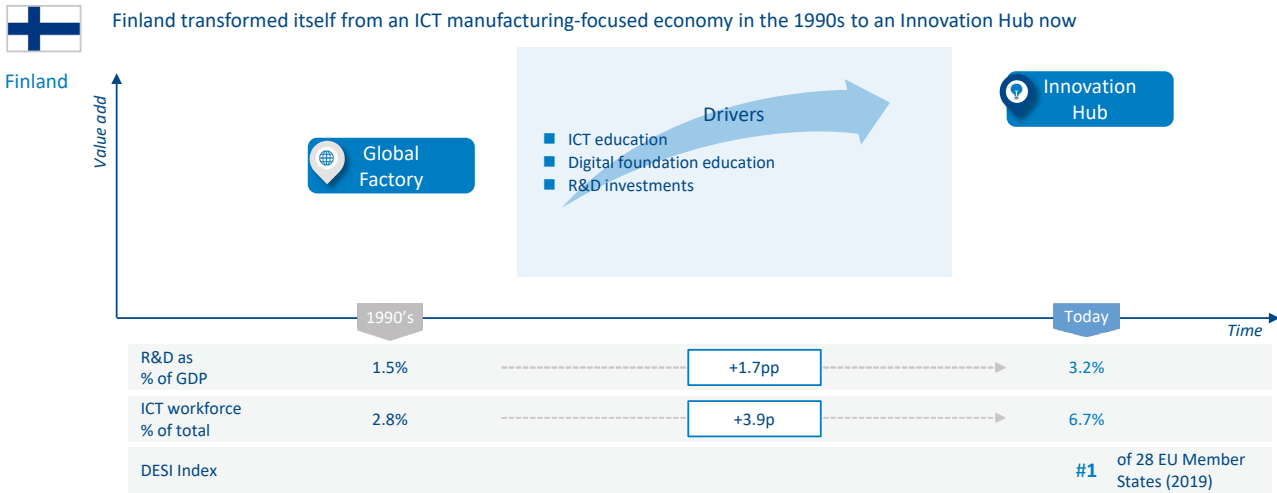 Finland transformed itself from an ICT manufacturing-focused economy in the 1990s to an Innovation Hub now
Finland
Value add
Global
Factory
Drivers
ICT education
Digital foundation education
R&D investments
Innovation
Hub
1990's
Today
Time
R&D as
% of GDP
1.5%
+1.7pp
3.2%
ICT workforce
% of total
2.8%
+3.9p
6.7%
DESI Index
#1
of 28 EU Member
States (2019)